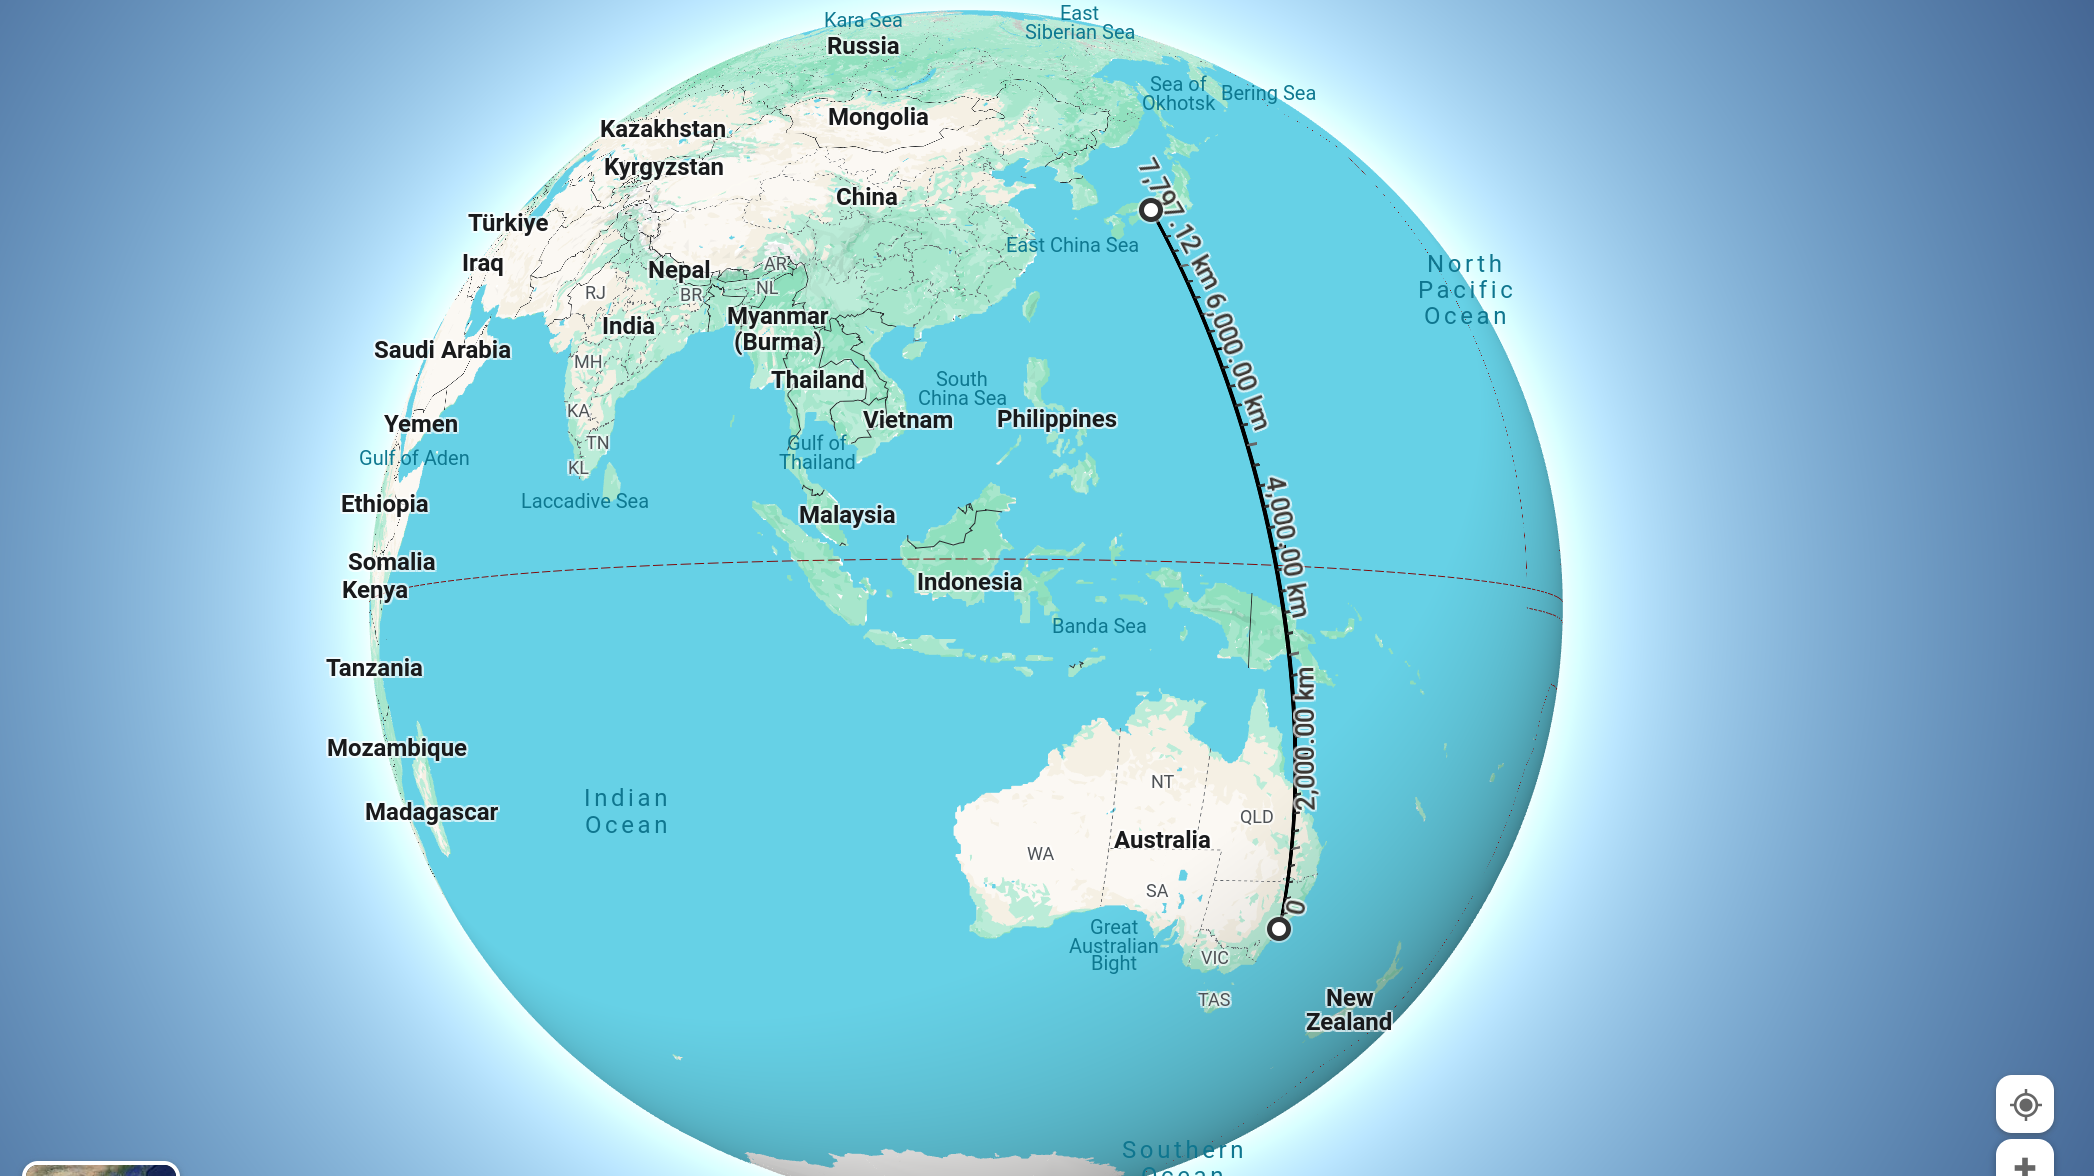 Kara Sea
East
Siberian Sea
Russia
Sea of
Okhotsk
Bering Sea
Mongolia
Kazakhstan
Kyrgyzstan
China
7,797.12 km
Türkiye
East China Sea
Iraq
Nepal
AR
NL
BR
RJ
North
Pacific
Ocean
Myanmar
(Burma)
India
6,000.00 km
Saudi Arabia
MH
Thailand
South
China Sea
KA
Yemen
Vietnam
Philippines
TN
Gulf of
Thailand
Gulf of Aden
KL
Ethiopia
Laccadive Sea
Malaysia
4,000.00 km
Somalia
Kenya
Indonesia
Banda Sea
Tanzania
2,000.00 km
Mozambique
NT
Indian
Ocean
Madagascar
QLD
Australia
WA
SA
0
Great
Australian
Bight
VIC
TAS
New
Zealand
Southern
Ocean